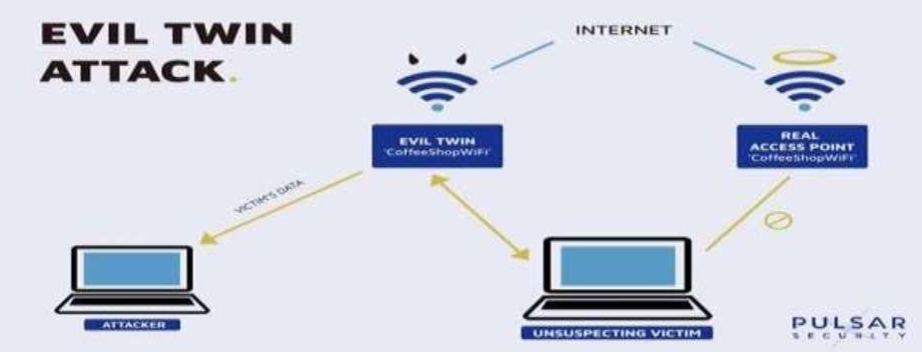 EVIL TWIN
ATTACK.
INTERNET
EVIL TWIN
'CoffeeShopWiFi'
REAL
ACCESS POINT
'CoffeeShopWiFi'
VICTIM'S DATA
ATTACKER
UNSUSPECTING VICTIM
PULSAR
SECURITY